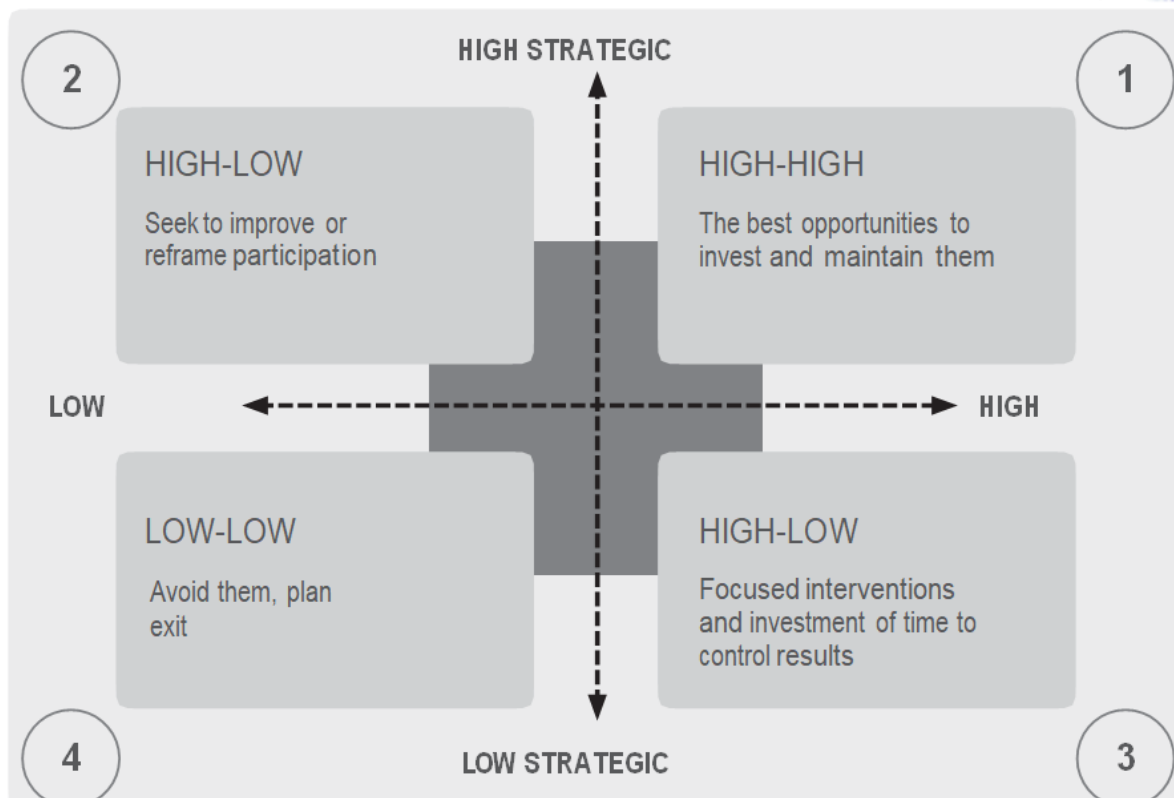 HIGH STRATEGIC
2
1
HIGH-LOW
Seek to improve or
reframe participation
HIGH-HIGH
The best opportunities to
invest and maintain them
LOW
HIGH
LOW-LOW
Avoid them, plan
exit
HIGH-LOW
Focused interventions
and investment of time to
control results
4
LOW STRATEGIC
3